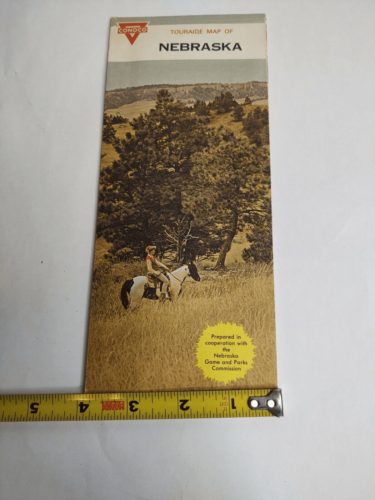 CONOCO
TOURAIDE MAP OF
NEBRASKA
Prepared in
cooperation with
the
Nebraska
Game and Parks
Commission
5 4 3 2 1